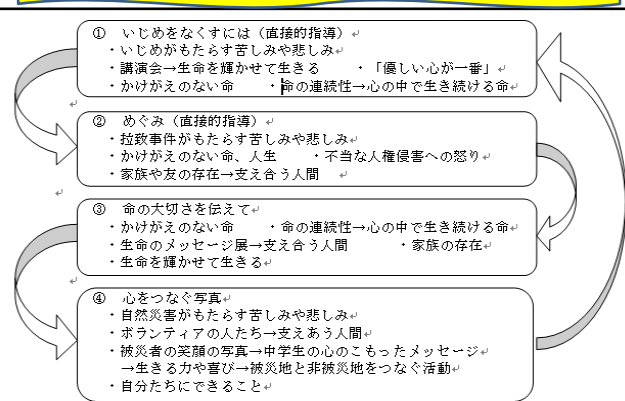 ① いじめをなくすには（直接的指導）
・いじめがもたらす苦しみや悲しみ
・講演会→生命を輝かせて生きる ・「優しい心が一番」
・かけがえのない命 ・命の連続性→心の中で生き続ける命
② めぐみ（直接的指導）
・拉致事件がもたらす苦しみや悲しみ
・かけがえのない命、人生 ・不当な人権侵害への怒り
・家族や友の存在→支え合う人間
③ 命の大切さを伝えて
・かけがえのない命 ・命の連続性→心の中で生き続ける命
・生命のメッセージ展→支え合う人間 ・家族の存在
・生命を輝かせて生きる
④ 心をつなぐ写真
・自然災害がもたらす苦しみや悲しみ
・ボランティアの人たち→支えあう人間
・被災者の笑顔の写真→中学生の心のこもったメッセージ
→生きる力や喜び→被災地と非被災地をつなぐ活動
・自分たちにできること